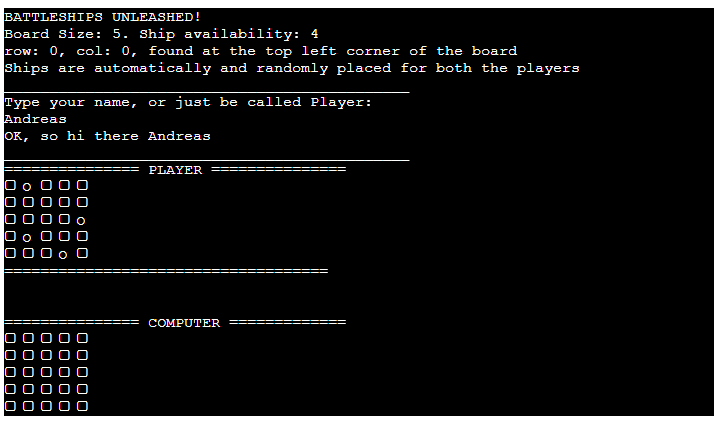 BATTLESHIPS UNLEASHED!
Board Size: 5. Ship availability: 4
row: 0, col: 0, found at the top left corner of the board
Ships are automatically and randomly placed for both the players
_____________________________________________
Type your name, or just be called Player:
Andreas
OK, so hi there Andreas
_____________________________________________
=============== PLAYER ===============
▢ ○ ▢ ▢ ▢
▢ ▢ ▢ ▢ ▢
▢ ▢ ▢ ▢ ○
▢ ○ ▢ ▢ ▢
▢ ▢ ▢ ○ ▢
====================================
=============== COMPUTER =============
▢ ▢ ▢ ▢ ▢
▢ ▢ ▢ ▢ ▢
▢ ▢ ▢ ▢ ▢
▢ ▢ ▢ ▢ ▢
▢ ▢ ▢ ▢ ▢